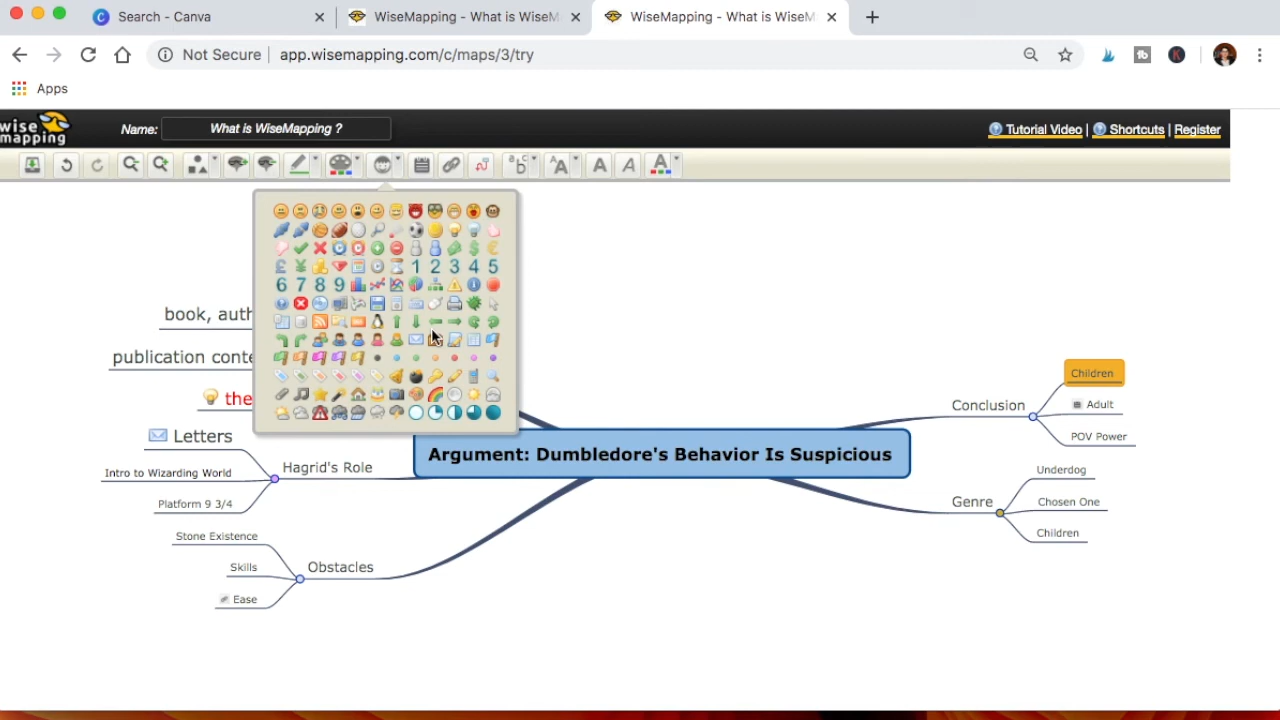 Search - Canva
WiseMapping - What is WiseM
WiseMapping - What is WiseM
Not Secure
app.wisemapping.com/c/maps/3/try
Apps
wise mapping
Name:
What is WiseMapping ?
Tutorial Video | Shortcuts | Register
1 2 3 4 5
6 7 8 9
book, auth
publication conte
the
Letters
Intro to Wizarding World
Platform 9 3/4
Hagrid's Role
Stone Existence
Skills
Ease
Obstacles
Argument: Dumbledore's Behavior Is Suspicious
Conclusion
Children
Adult
POV Power
Genre
Underdog
Chosen One
Children